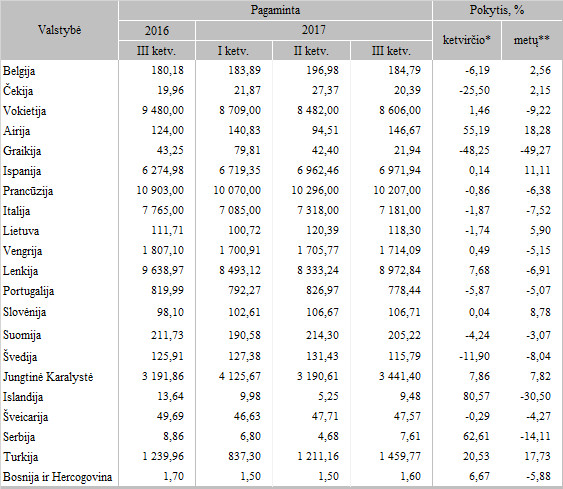 Valstybė Pagaminta Pokytis, %
2016 2017 ketvirčio* metų**
III ketv. I ketv. II ketv. III ketv.
Belgija 180,18 183,89 196,98 184,79 -6,19 2,56
Čekija 19,96 21,87 27,37 20,39 -25,50 2,15
Vokietija 9 480,00 8 709,00 8 482,00 8 606,00 1,46 -9,22
Airija 124,00 140,83 94,51 146,67 55,19 18,28
Graikija 43,25 79,81 42,40 21,94 -48,25 -49,27
Ispanija 6 274,98 6 719,35 6 962,46 6 971,94 0,14 11,11
Prancūzija 10 903,00 10 070,00 10 296,00 10 207,00 -0,86 -6,38
Italija 7 765,00 7 085,00 7 318,00 7 181,00 -1,87 -7,52
Lietuva 111,71 100,72 120,39 118,30 -1,74 5,90
Vengrija 1 807,10 1 700,91 1 705,77 1 714,09 0,49 -5,15
Lenkija 9 638,97 8 493,12 8 333,24 8 972,84 7,68 -6,91
Portugalija 819,99 792,27 826,97 778,44 -5,87 -5,07
Slovėnija 98,10 102,61 106,67 106,71 0,04 8,78
Suomija 211,73 190,58 214,30 205,22 -4,24 -3,07
Švedija 125,91 127,38 131,43 115,79 -11,90 -8,04
Jungtinė Karalystė 3 191,86 4 125,67 3 190,61 3 441,40 7,86 7,82
Islandija 13,64 9,98 5,25 9,48 80,57 -30,50
Šveicarija 49,69 46,63 47,71 47,57 -0,29 -4,27
Serbija 8,86 6,80 4,68 7,61 62,61 -14,11
Turkija 1 239,96 837,30 1 211,16 1 459,77 20,53 17,73
Bosnija ir Hercogovina 1,70 1,50 1,50 1,60 6,67 -5,88